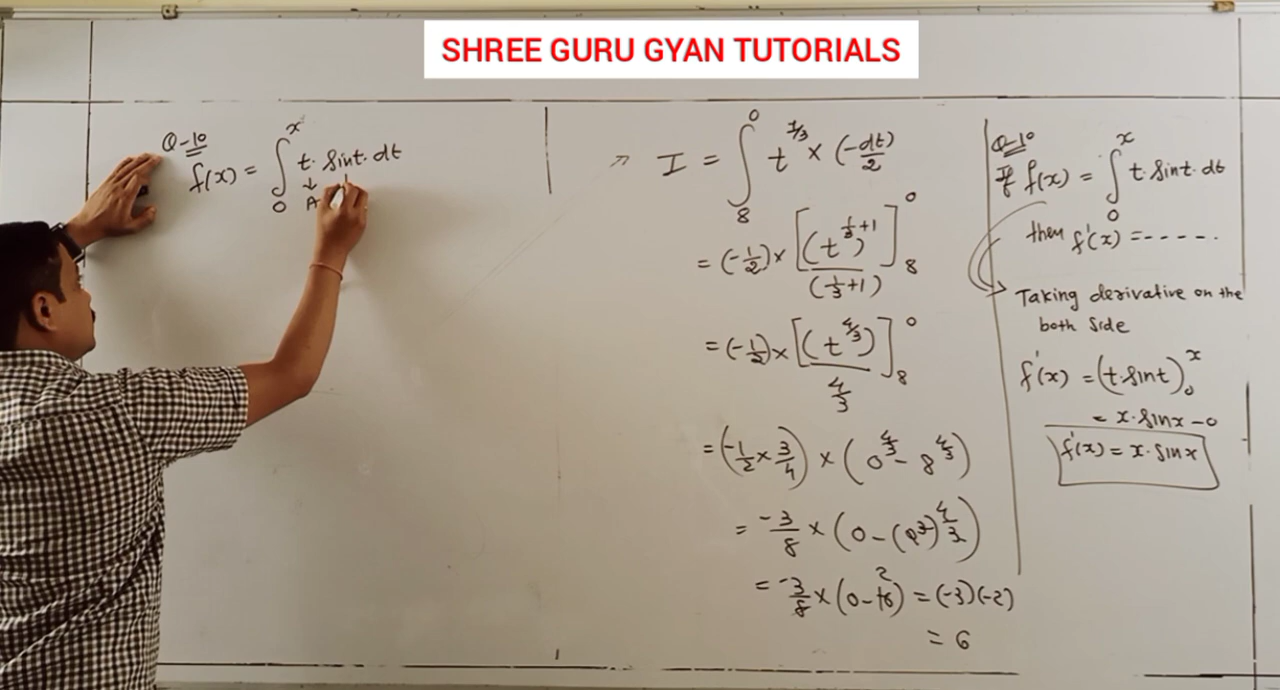 SHREE GURU GYAN TUTORIALS
Q-10
f(x) = ∫₀ˣ t. sint. dt
↓
A
⇒ I = ∫₈⁰ t^{1/3} × (-dt)/2
= (-1/2) × [(t^{1/3+1})/(1/3+1)]₈⁰
= (-1/2) × [(t^{4/3})/(4/3)]₈⁰
= (-1/2 × 3/4) × (0^{4/3} - 8^{4/3})
= -3/8 × (0 - (2³)^{4/3})
= -3/8 × (0 - 16) = (-3)(-2)
2
= 6
Q-10
If f(x) = ∫₀ˣ t. sint. dt
then f'(x) = - - - - - .
Taking derivative on the
both side
f'(x) = (t. sint)₀ˣ
= x. sinx - 0
f'(x) = x. sinx